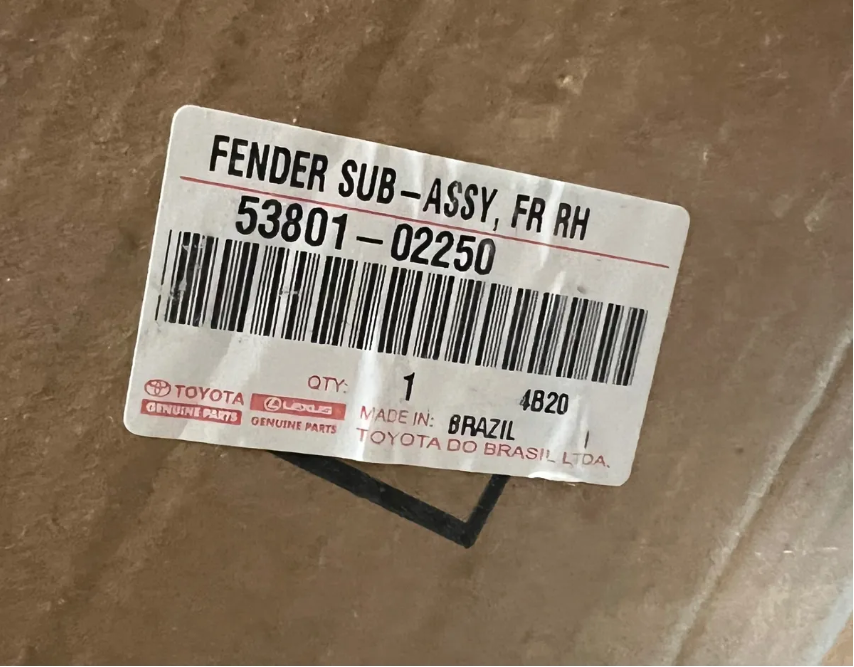 FENDER SUB-ASSY, FR RH
53801-02250
QTY: 1 4B20
TOYOTA LEXUS
GENUINE PARTS GENUINE PARTS
MADE IN: BRAZIL
TOYOTA DO BRASIL LTDA.